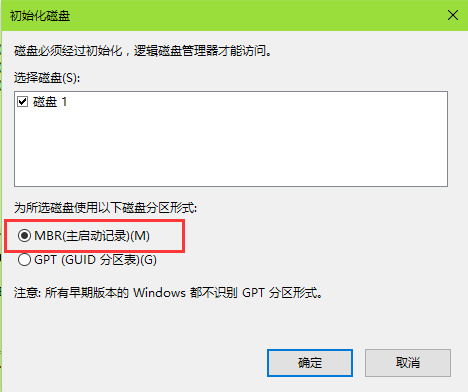 初始化磁盘
磁盘必须经过初始化，逻辑磁盘管理器才能访问。
选择磁盘(S):
磁盘 1
为所选磁盘使用以下磁盘分区形式:
MBR(主启动记录)(M)
GPT (GUID 分区表)(G)
注意: 所有早期版本的 Windows 都不识别 GPT 分区形式。
确定
取消